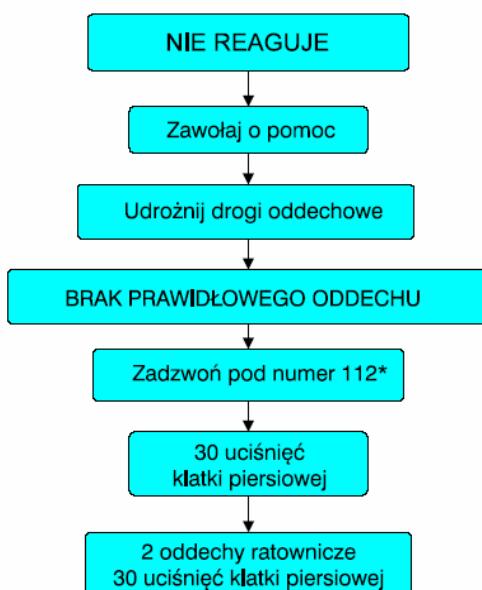 NIE REAGUJE
Zawołaj o pomoc
Udrożnij drogi oddechowe
BRAK PRAWIDŁOWEGO ODDECHU
Zadzwoń pod numer 112*
30 uciśnięć
klatki piersiowej
2 oddechy ratownicze
30 uciśnięć klatki piersiowej